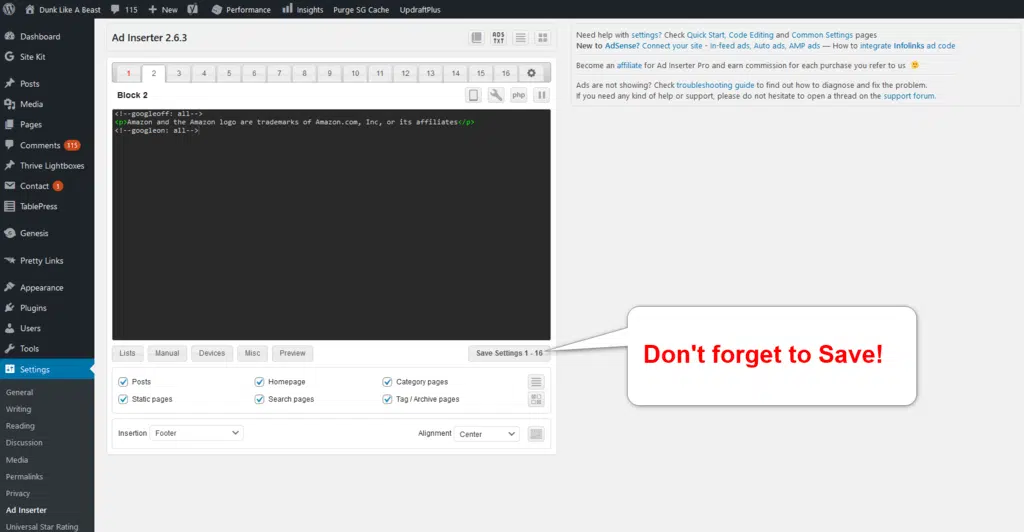 Dunk Like A Beast 115 New Performance Insights Purge SG Cache UpdraftPlus
Dashboard
Site Kit
Posts
Media
Pages
Comments 115
Thrive Lightboxes
Contact 1
TablePress
Genesis
Pretty Links
Appearance
Plugins
Users
Tools
Settings
General
Writing
Reading
Discussion
Media
Permalinks
Privacy
Ad Inserter
Universal Star Rating
Ad Inserter 2.6.3
ADS
TXT
1 2 3 4 5 6 7 8 9 10 11 12 13 14 15 16
Block 2
php
<!--googleoff: all-->
<p>Amazon and the Amazon logo are trademarks of Amazon.com, Inc, or its affiliates</p>
<!--googleon: all-->
Lists Manual Devices Misc Preview Save Settings 1 - 16
Posts Homepage Category pages
Static pages Search pages Tag / Archive pages
Insertion Footer Alignment Center
Need help with settings? Check Quick Start, Code Editing and Common Settings pages
New to AdSense? Connect your site - in-feed ads, Auto ads, AMP ads — How to integrate Infolinks ad code
Become an affiliate for Ad Inserter Pro and earn commission for each purchase you refer to us
Ads are not showing? Check troubleshooting guide to find out how to diagnose and fix the problem.
If you need any kind of help or support, please do not hesitate to open a thread on the support forum.
Don't forget to Save!